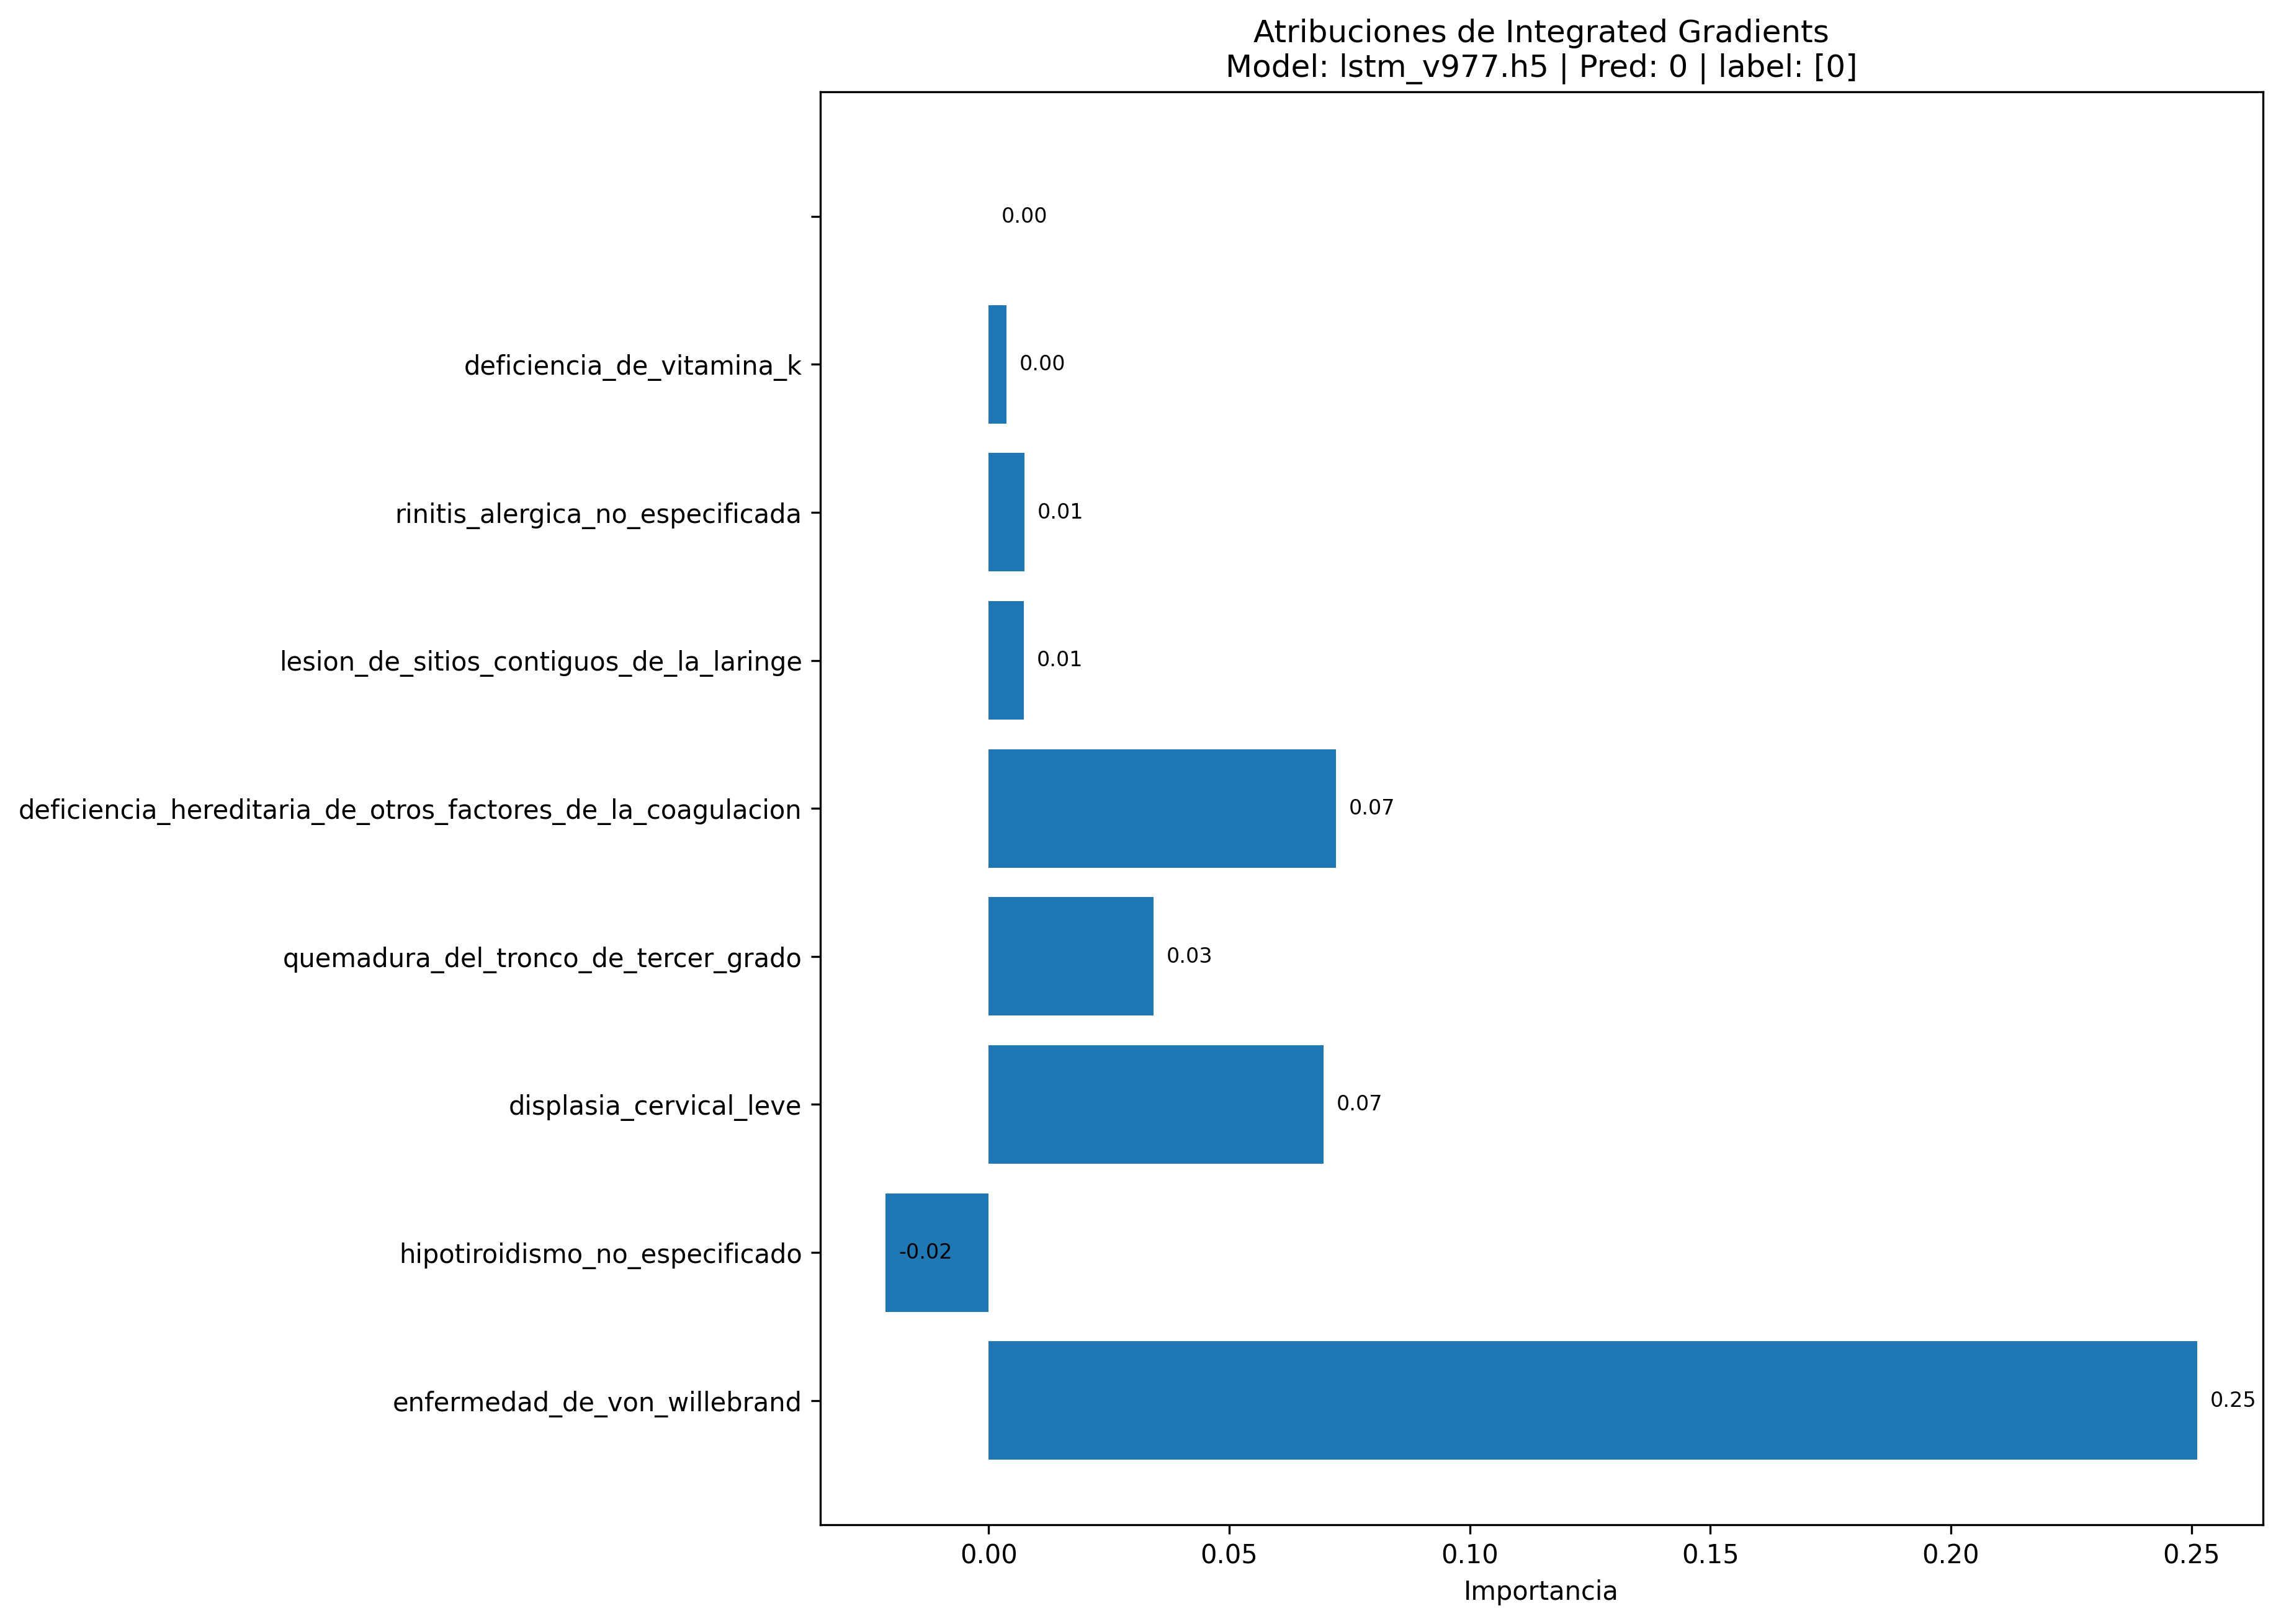 Atribuciones de Integrated Gradients
Model: lstm_v977.h5 | Pred: 0 | label: [0]
0.00
deficiencia_de_vitamina_k 0.00
rinitis_alergica_no_especificada 0.01
lesion_de_sitios_contiguos_de_la_laringe 0.01
deficiencia_hereditaria_de_otros_factores_de_la_coagulacion 0.07
quemadura_del_tronco_de_tercer_grado 0.03
displasia_cervical_leve 0.07
hipotiroidismo_no_especificado -0.02
enfermedad_de_von_willebrand 0.25
0.00 0.05 0.10 0.15 0.20 0.25
Importancia